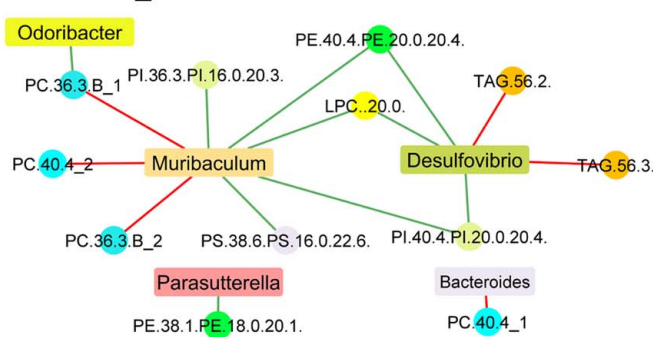 Odoribacter
PE.40.4.PE.20.0.20.4.
PC.36.3.B_1
PI.36.3.PI.16.0.20.3.
TAG.56.2.
LPC..20.0.
PC.40.4_2
Muribaculum
Desulfovibrio
TAG.56.3.
PC.36.3.B_2
PS.38.6.PS.16.0.22.6.
PI.40.4.PI.20.0.20.4.
Parasutterella
Bacteroides
PE.38.1.PE.18.0.20.1.
PC.40.4_1